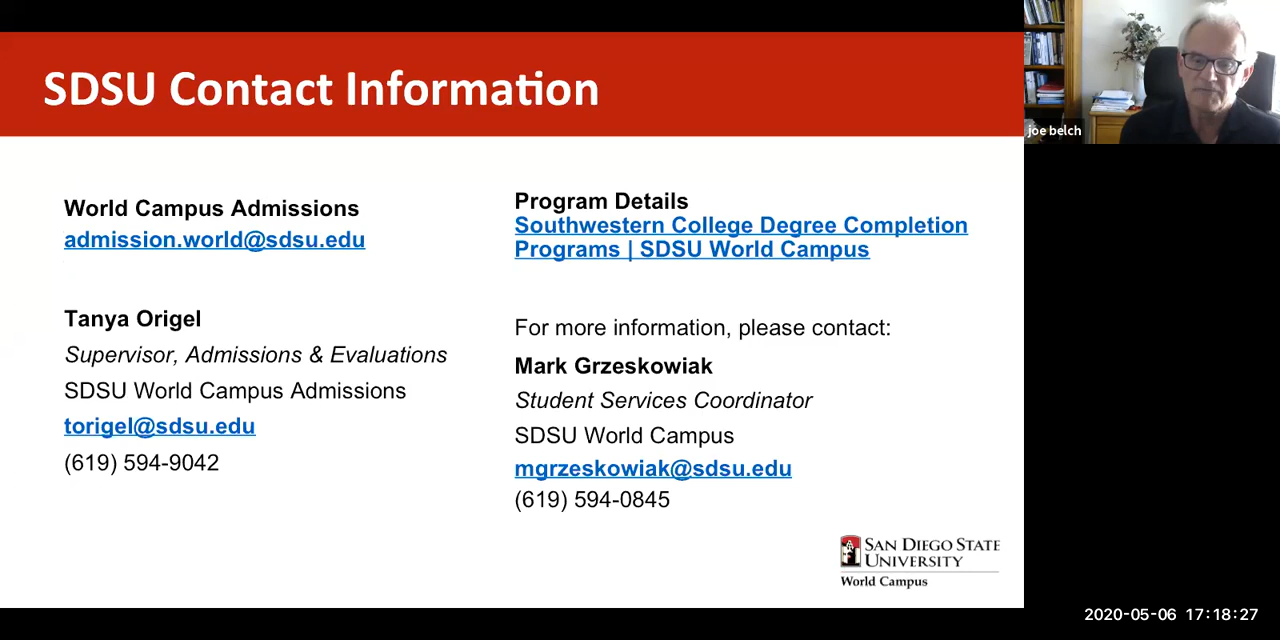 SDSU Contact Information
World Campus Admissions
admission.world@sdsu.edu
Tanya Origel
Supervisor, Admissions & Evaluations
SDSU World Campus Admissions
torigel@sdsu.edu
(619) 594-9042
Program Details
Southwestern College Degree Completion
Programs | SDSU World Campus
For more information, please contact:
Mark Grzeskowiak
Student Services Coordinator
SDSU World Campus
mgrzeskowiak@sdsu.edu
(619) 594-0845
SAN DIEGO STATE
UNIVERSITY
World Campus
joe belch
2020-05-06 17:18:27